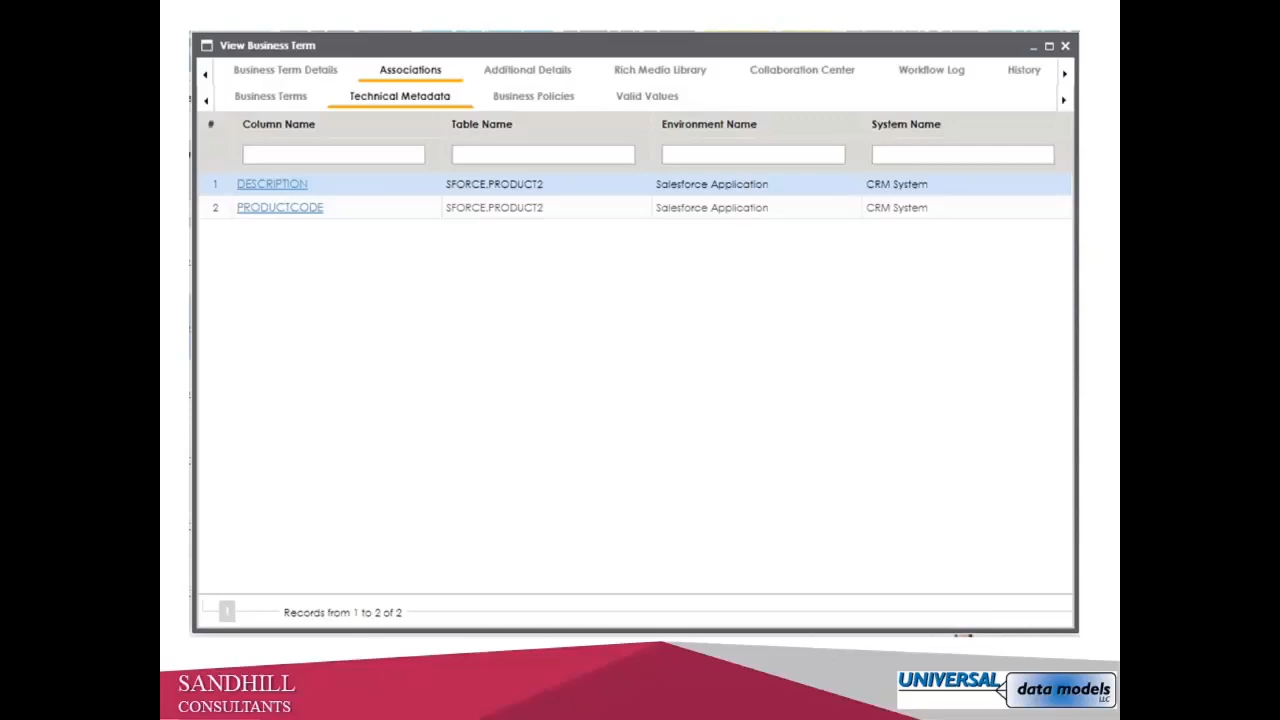 View Business Term
Business Term Details Associations Additional Details Rich Media Library Collaboration Center Workflow Log History
Business Terms Technical Metadata Business Policies Valid Values
# Column Name Table Name Environment Name System Name
1 DESCRIPTION SFORCE.PRODUCT2 Salesforce Application CRM System
2 PRODUCTCODE SFORCE.PRODUCT2 Salesforce Application CRM System
1 Records from 1 to 2 of 2
SANDHILL
CONSULTANTS
UNIVERSAL
data models
LLC